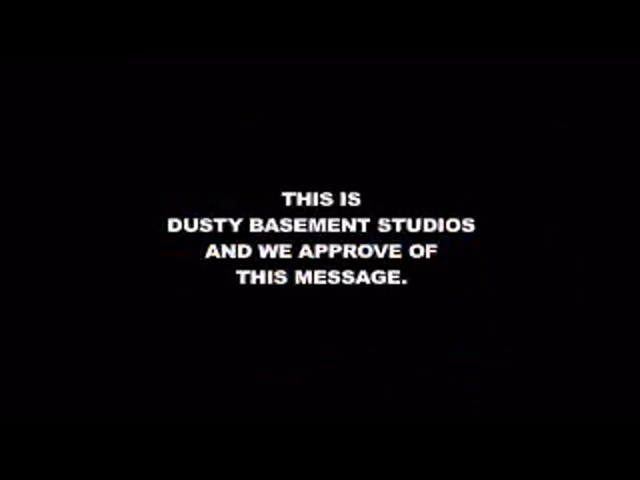 THIS IS
DUSTY BASEMENT STUDIOS
AND WE APPROVE OF
THIS MESSAGE.